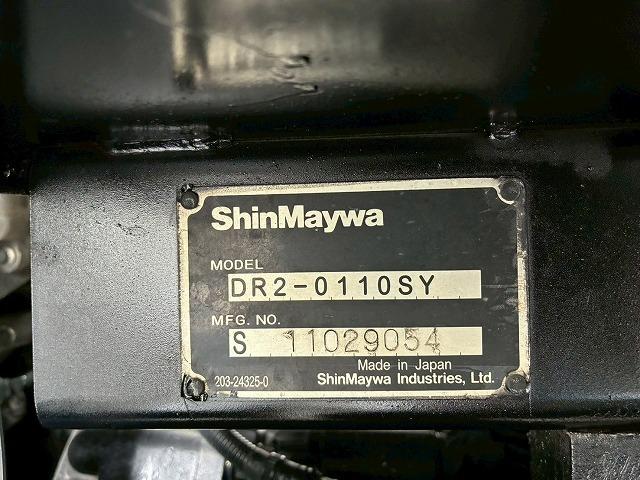 ShinMaywa
MODEL
DR2-0110SY
MFG. NO.
S 11029054
Made in Japan
203-24325-0 ShinMaywa Industries, Ltd.